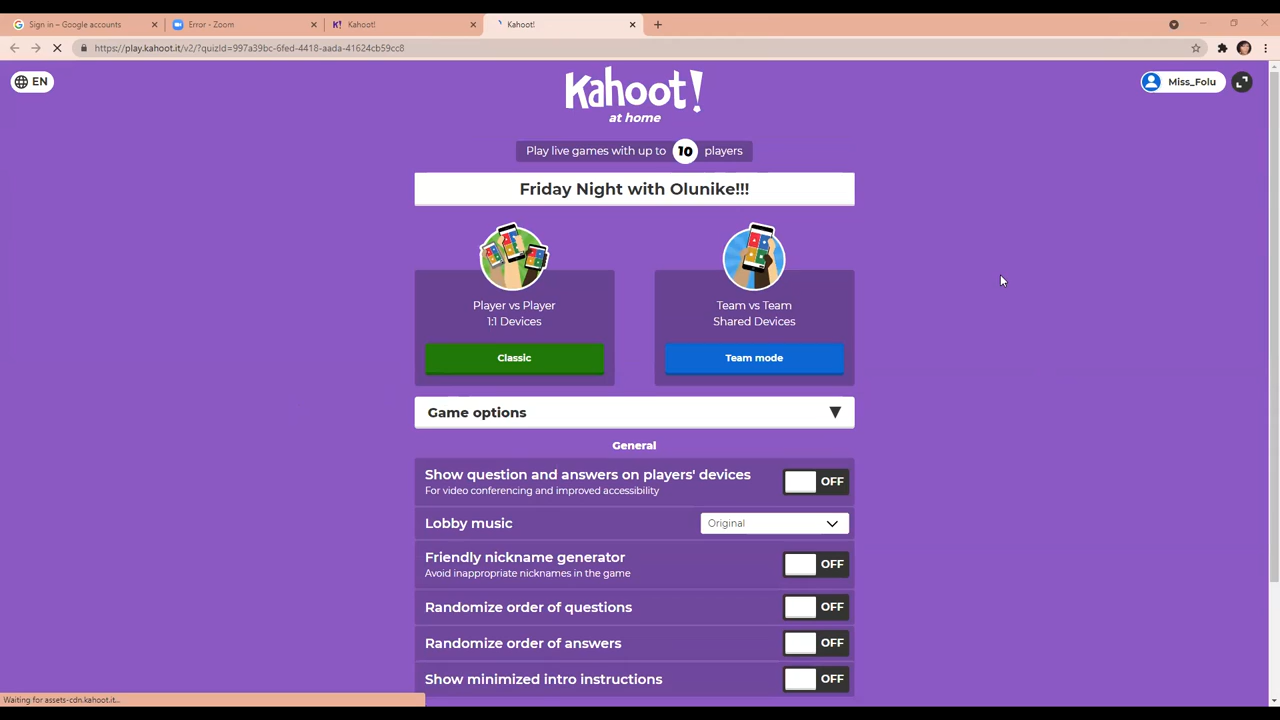 Sign in – Google accounts
Error - Zoom
Kahoot!
Kahoot!
https://play.kahoot.it/v2/?quizId=997a39bc-6fed-4418-aada-41624cb59cc8
EN
Kahoot!
at home
Miss_Folu
Play live games with up to 10 players
Friday Night with Olunike!!!
Player vs Player
1:1 Devices
Classic
Team vs Team
Shared Devices
Team mode
Game options
General
Show question and answers on players' devices
For video conferencing and improved accessibility
OFF
Lobby music
Original
Friendly nickname generator
Avoid inappropriate nicknames in the game
OFF
Randomize order of questions
OFF
Randomize order of answers
OFF
Show minimized intro instructions
OFF
Waiting for assets-cdn.kahoot.it...